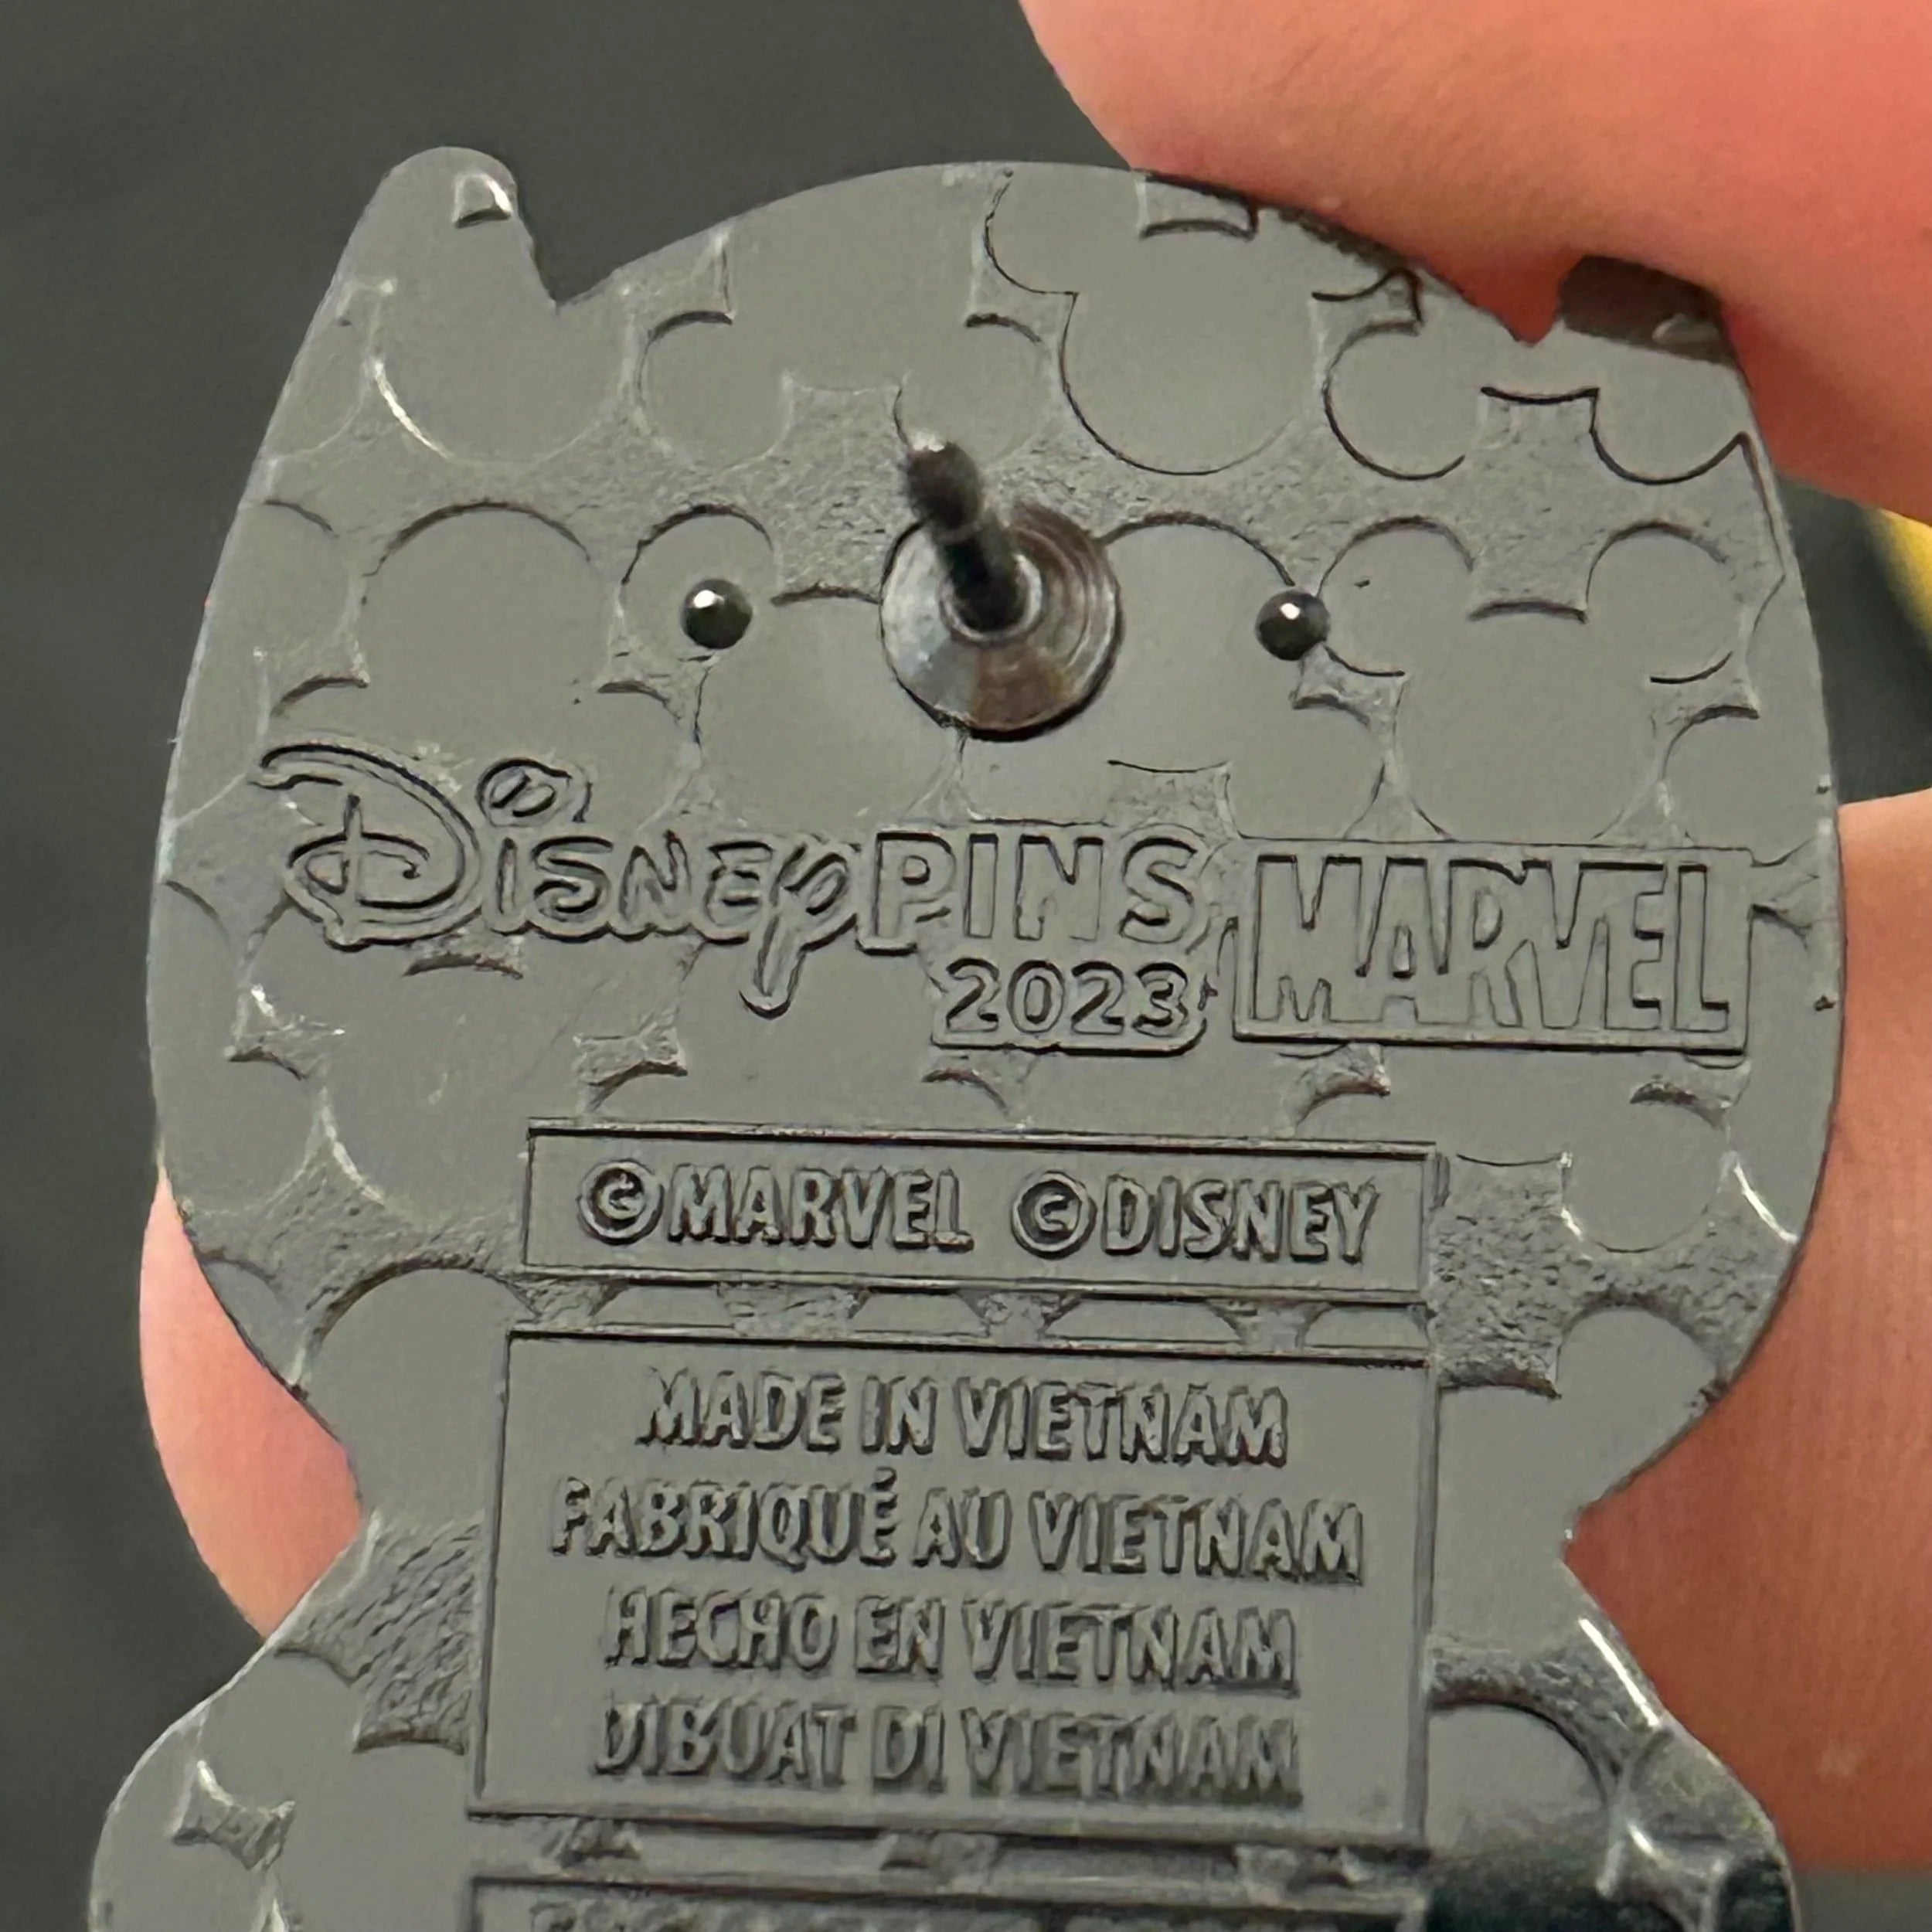 Disney PINS MARVEL
2023
©MARVEL ©DISNEY
MADE IN VIETNAM
FABRIQUÉ AU VIETNAM
HECHO EN VIETNAM
DIBUAT DI VIETNAM